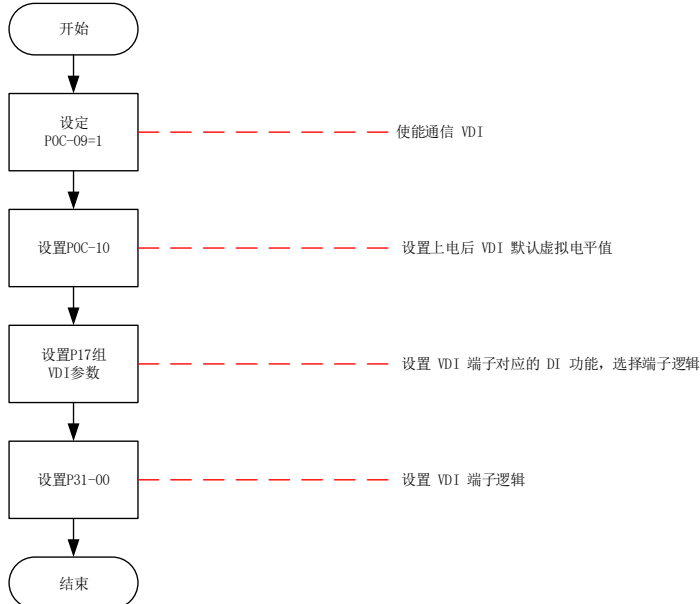 开始
设定
P0C-09=1
使能通信 VDI
设置P0C-10
设置上电后 VDI 默认虚拟电平值
设置P17组
VDI参数
设置 VDI 端子对应的 DI 功能，选择端子逻辑
设置P31-00
设置 VDI 端子逻辑
结束